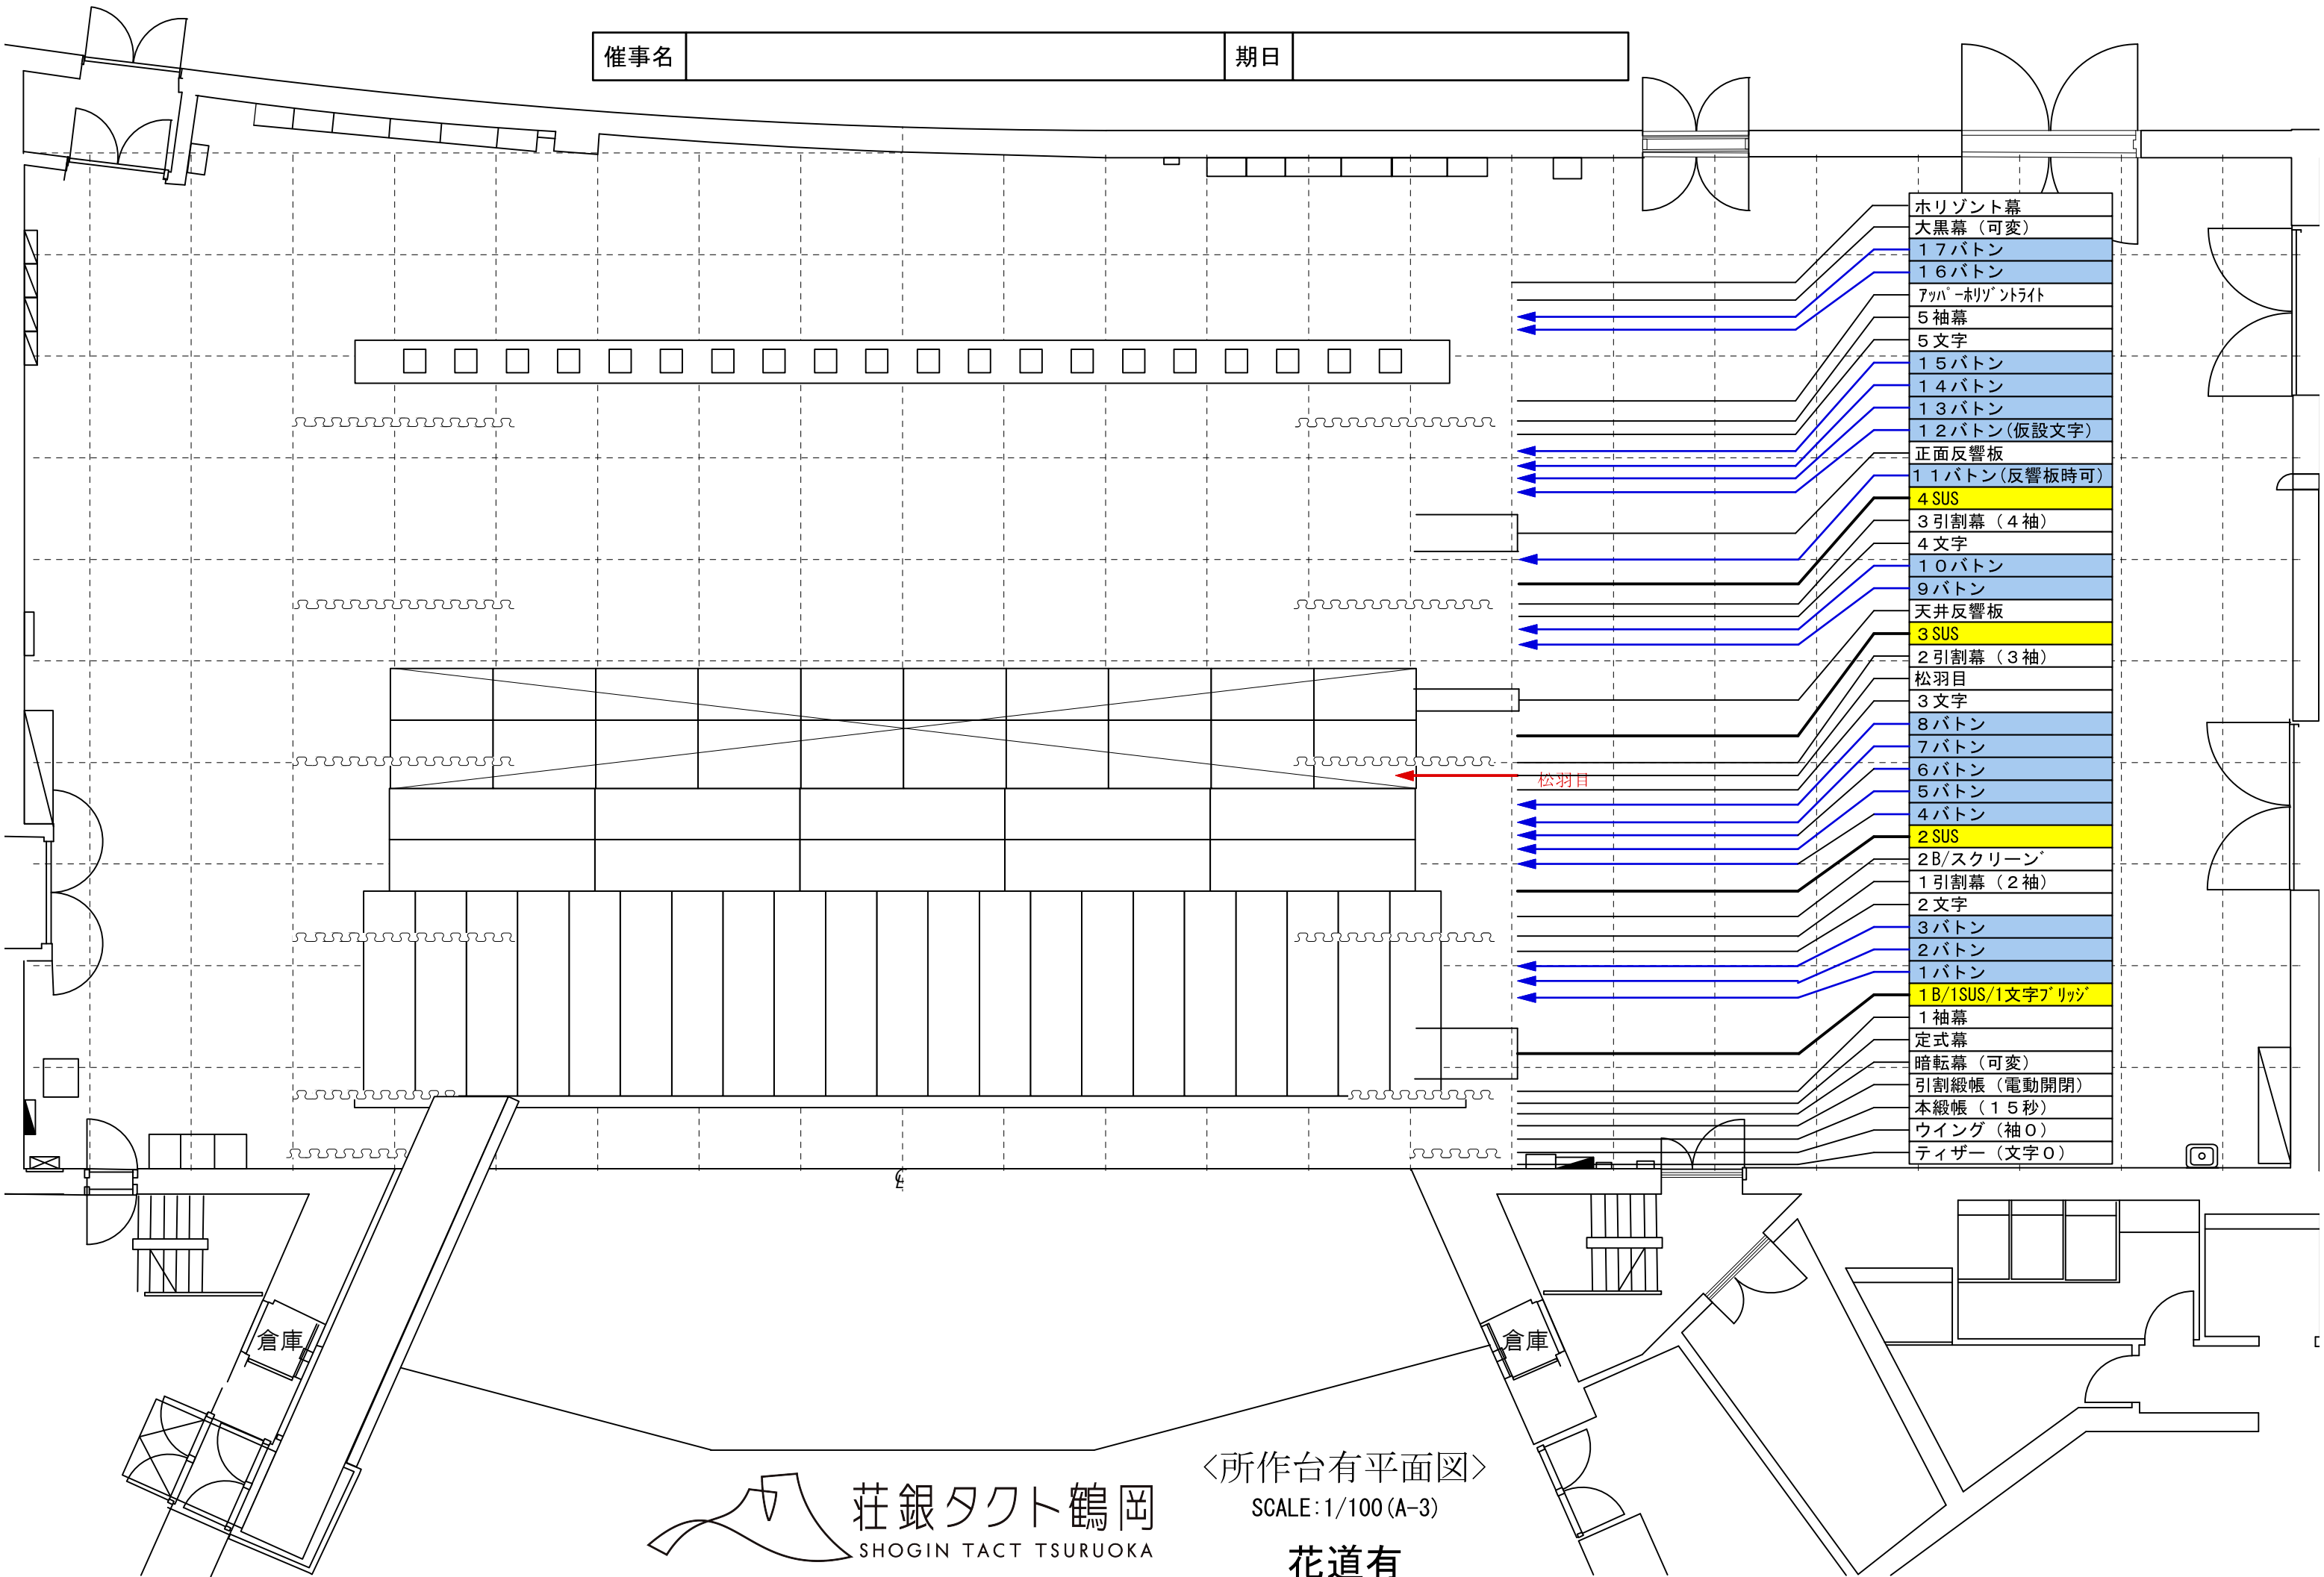 催事名
期日
ホリゾント幕
大黒幕（可変）
１７バトン
１６バトン
ｱｯﾊﾟｰﾎﾘｿﾞﾝﾄﾗｲﾄ
５袖幕
５文字
１５バトン
１４バトン
１３バトン
１２バトン(仮設文字)
正面反響板
１１バトン(反響板時可)
４SUS
３引割幕（４袖）
４文字
１０バトン
９バトン
天井反響板
３SUS
２引割幕（３袖）
松羽目
３文字
８バトン
７バトン
６バトン
５バトン
４バトン
２SUS
２B/スクリーンﾞ
１引割幕（２袖）
２文字
３バトン
２バトン
１バトン
１B/1SUS/1文字ﾌﾞﾘｯｼﾞ
１袖幕
定式幕
暗転幕（可変）
引割緞帳（電動開閉）
本緞帳（１５秒）
ウイング（袖０）
ティザー（文字０）
松羽目
℄
倉庫
倉庫
<所作台有平面図>
SCALE:1/100(A-3)
花道有
荘銀タクト鶴岡
SHOGIN TACT TSURUOKA